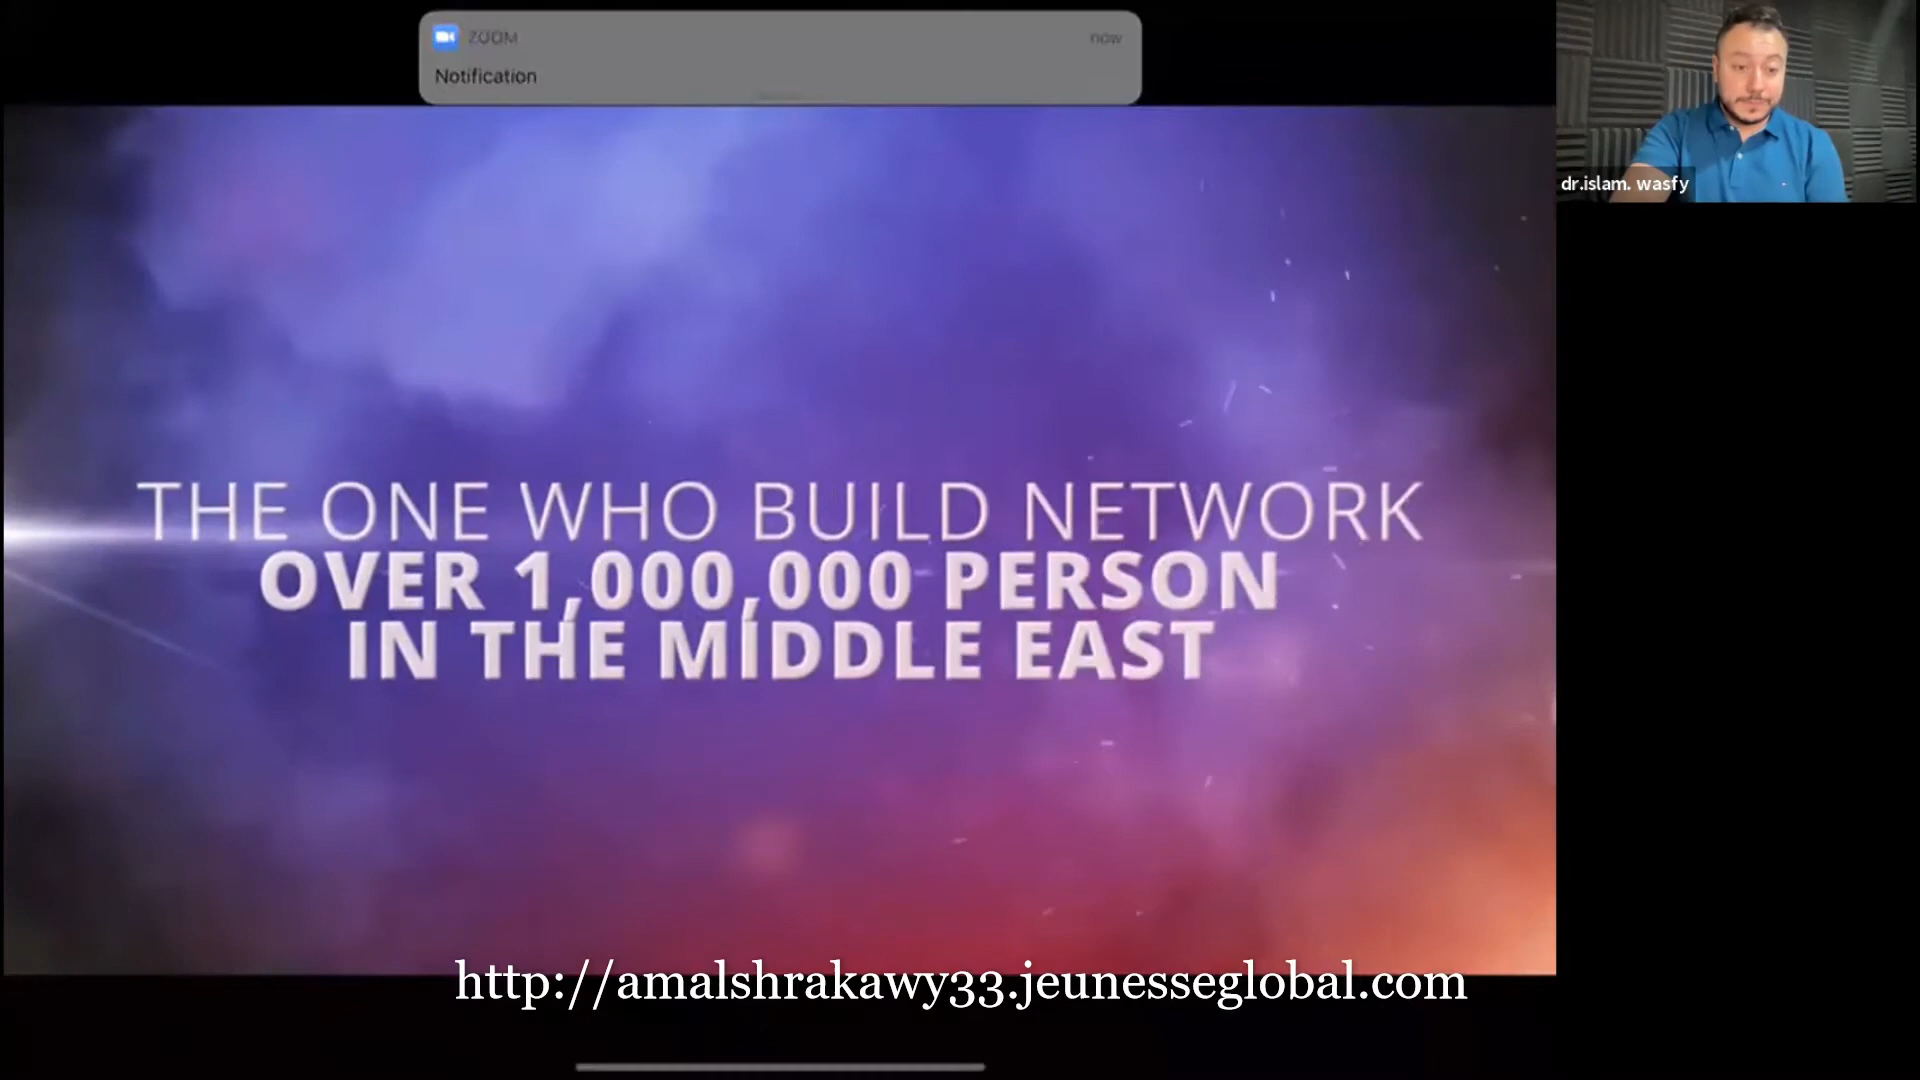 ZOOM
now
Notification
dr.islam. wasfy
THE ONE WHO BUILD NETWORK
OVER 1,000,000 PERSON
IN THE MIDDLE EAST
http://amalshrakawy33.jeunesseglobal.com